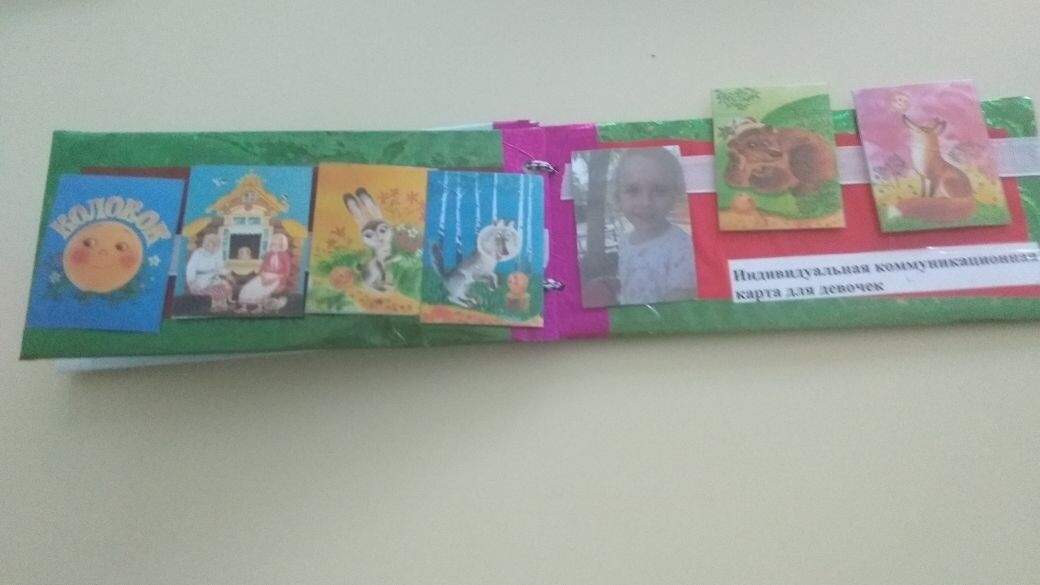 КОЛОБОК
Индивидуальная коммуникационная
карта для девочек